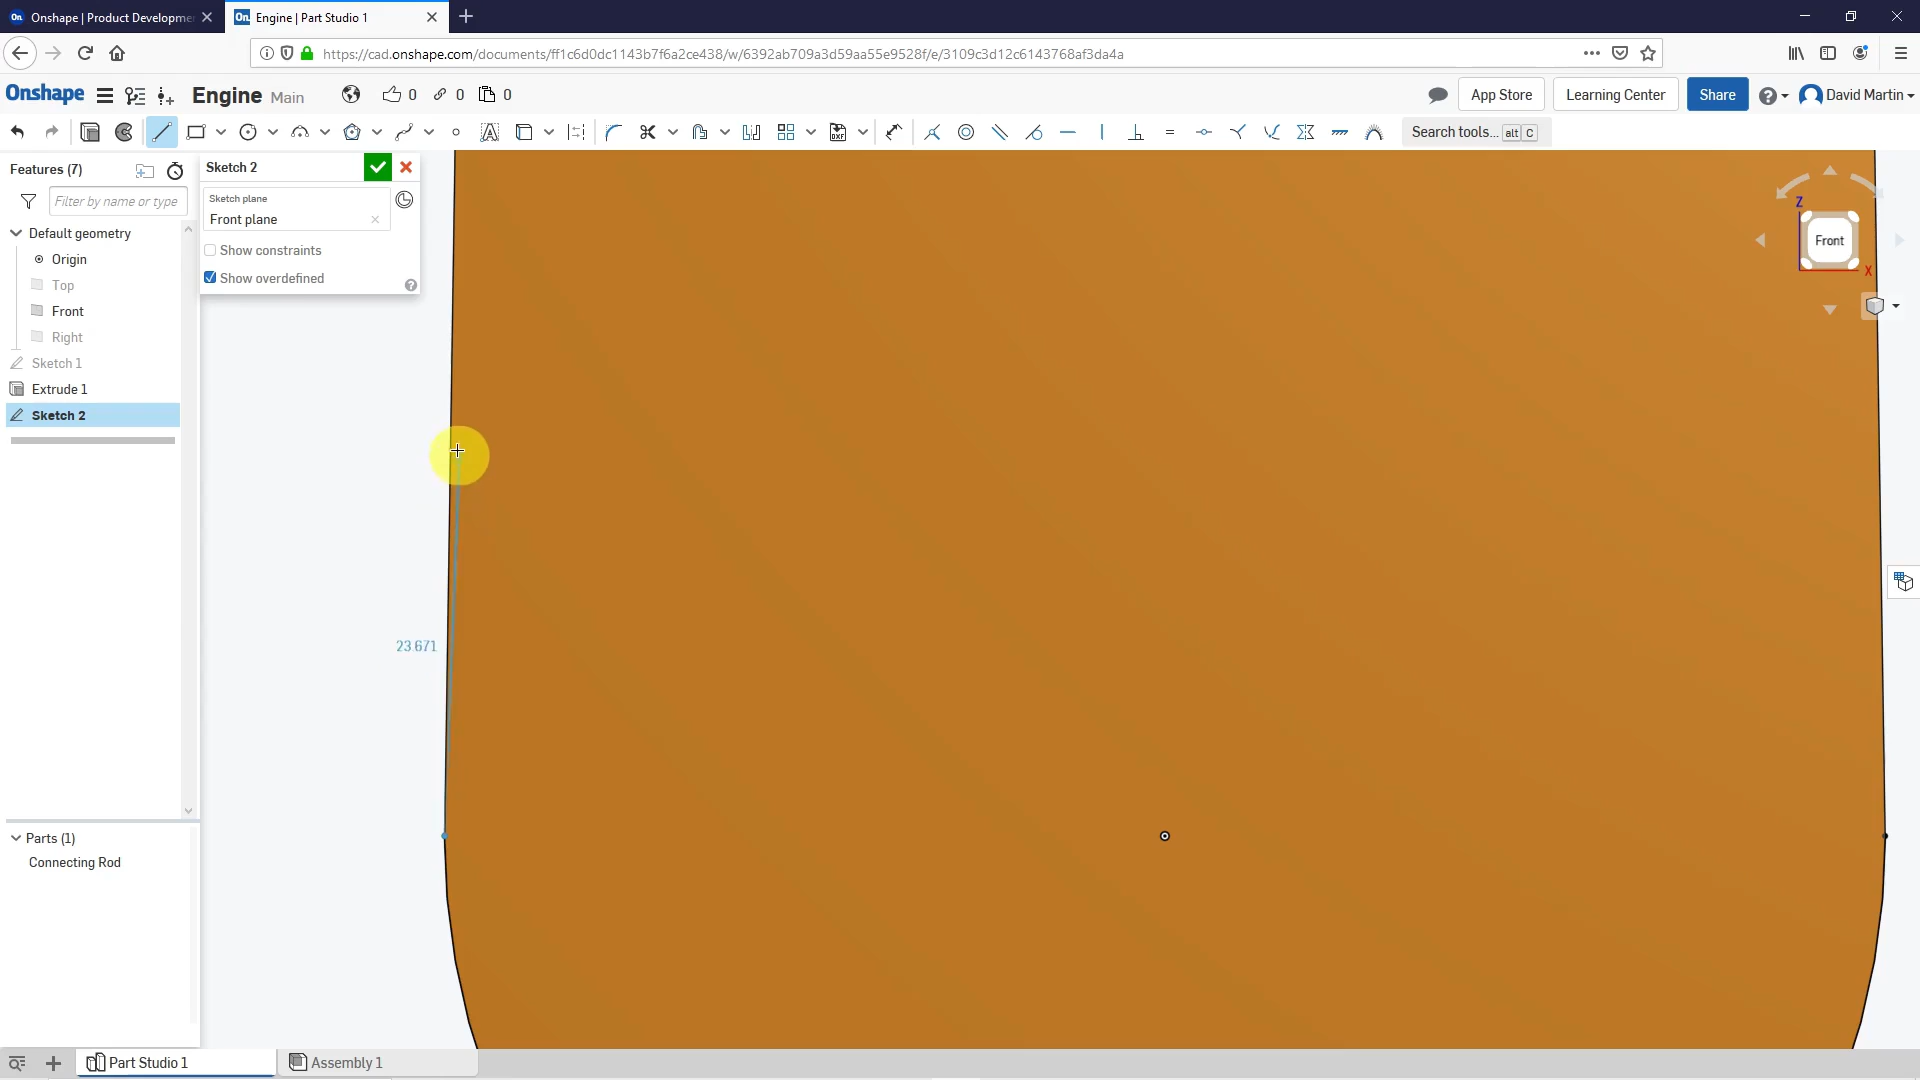 Onshape | Product Developme
Engine | Part Studio 1
https://cad.onshape.com/documents/ff1c6d0dc1143b7f6a2ce438/w/6392ab709a3d59aa55e9528f/e/3109c3d12c6143768af3da4a
Onshape
Engine Main
0 0 0
App Store
Learning Center
Share
David Martin
Search tools... alt C
Features (7)
Filter by name or type
Default geometry
Origin
Top
Front
Right
Sketch 1
Extrude 1
Sketch 2
Sketch 2
Sketch plane
Front plane
Show constraints
Show overdefined
Z
Front
X
23.671
Parts (1)
Connecting Rod
Part Studio 1
Assembly 1